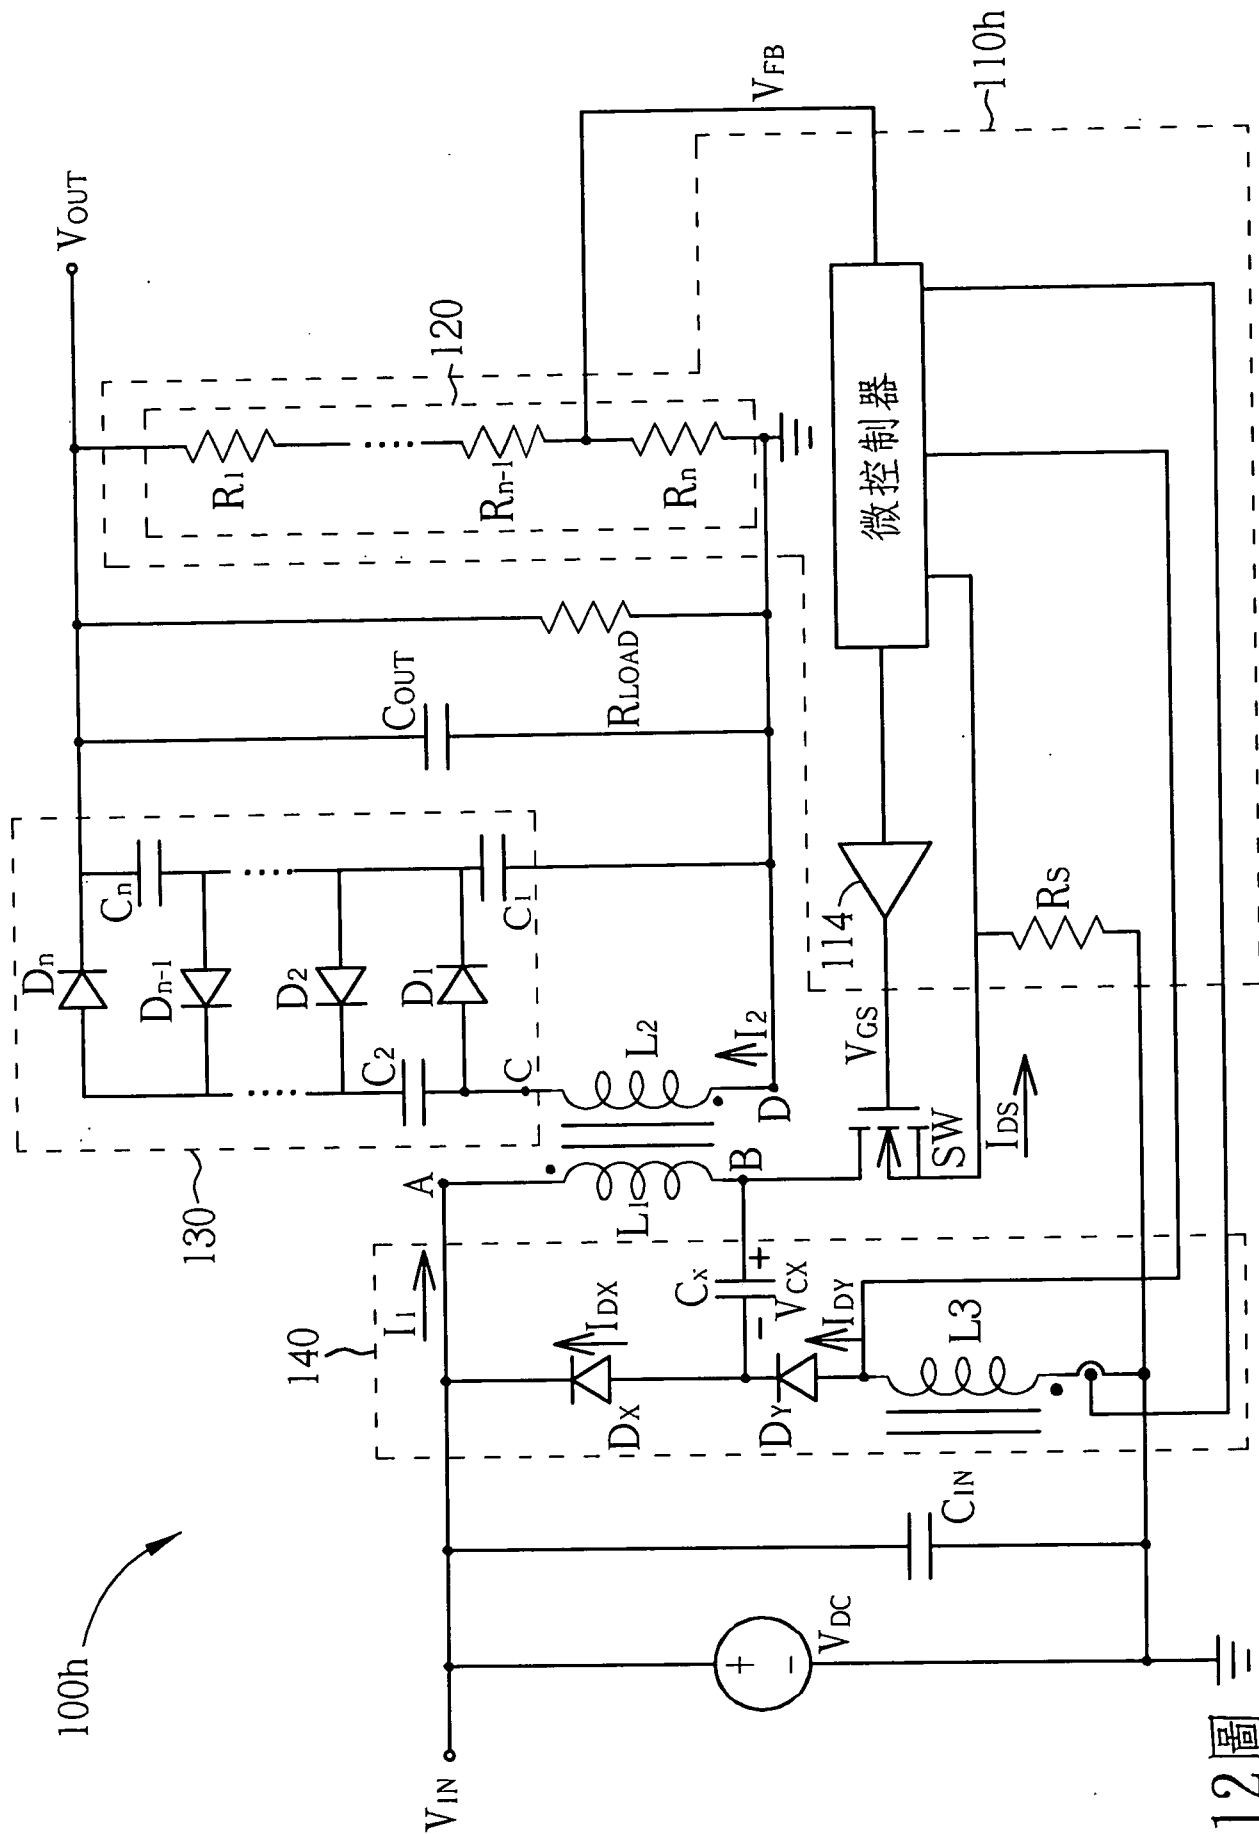 100h
VIN
VDC
CIN
140
I1
A
DX
IDX
DY
IDY
Cx
+
VCX
-
L3
B
L1
L2
130
Dn
Cn
Dn-1
D2
D1
C2
C1
C
D
I2
COUT
RLOAD
120
R1
Rn-1
Rn
VOUT
VFB
110h
微控制器
114
VGS
SW
IDS
RS
+
-
12圖